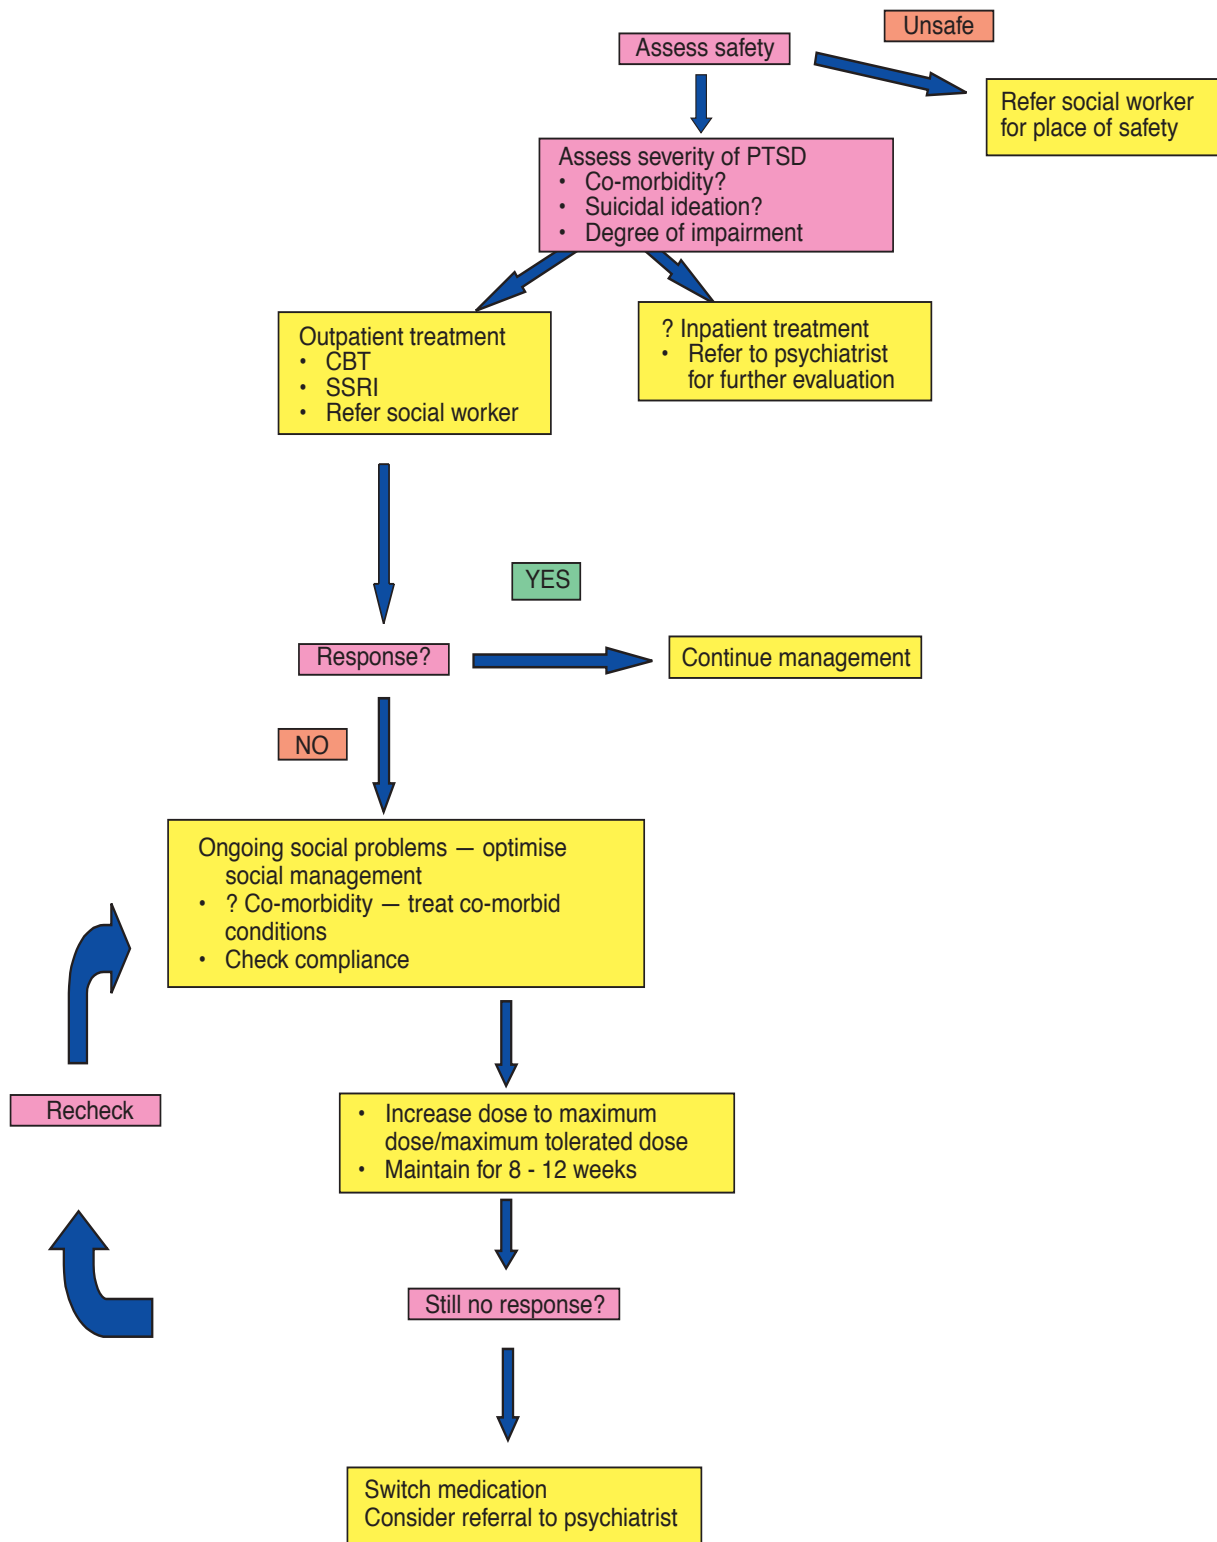 Unsafe
Assess safety
Refer social worker
for place of safety
Assess severity of PTSD
• Co-morbidity?
• Suicidal ideation?
• Degree of impairment
Outpatient treatment
• CBT
• SSRI
• Refer social worker
? Inpatient treatment
• Refer to psychiatrist
for further evaluation
YES
Response?
Continue management
NO
Ongoing social problems — optimise
social management
• ? Co-morbidity — treat co-morbid
conditions
• Check compliance
Recheck
• Increase dose to maximum
dose/maximum tolerated dose
• Maintain for 8 - 12 weeks
Still no response?
Switch medication
Consider referral to psychiatrist